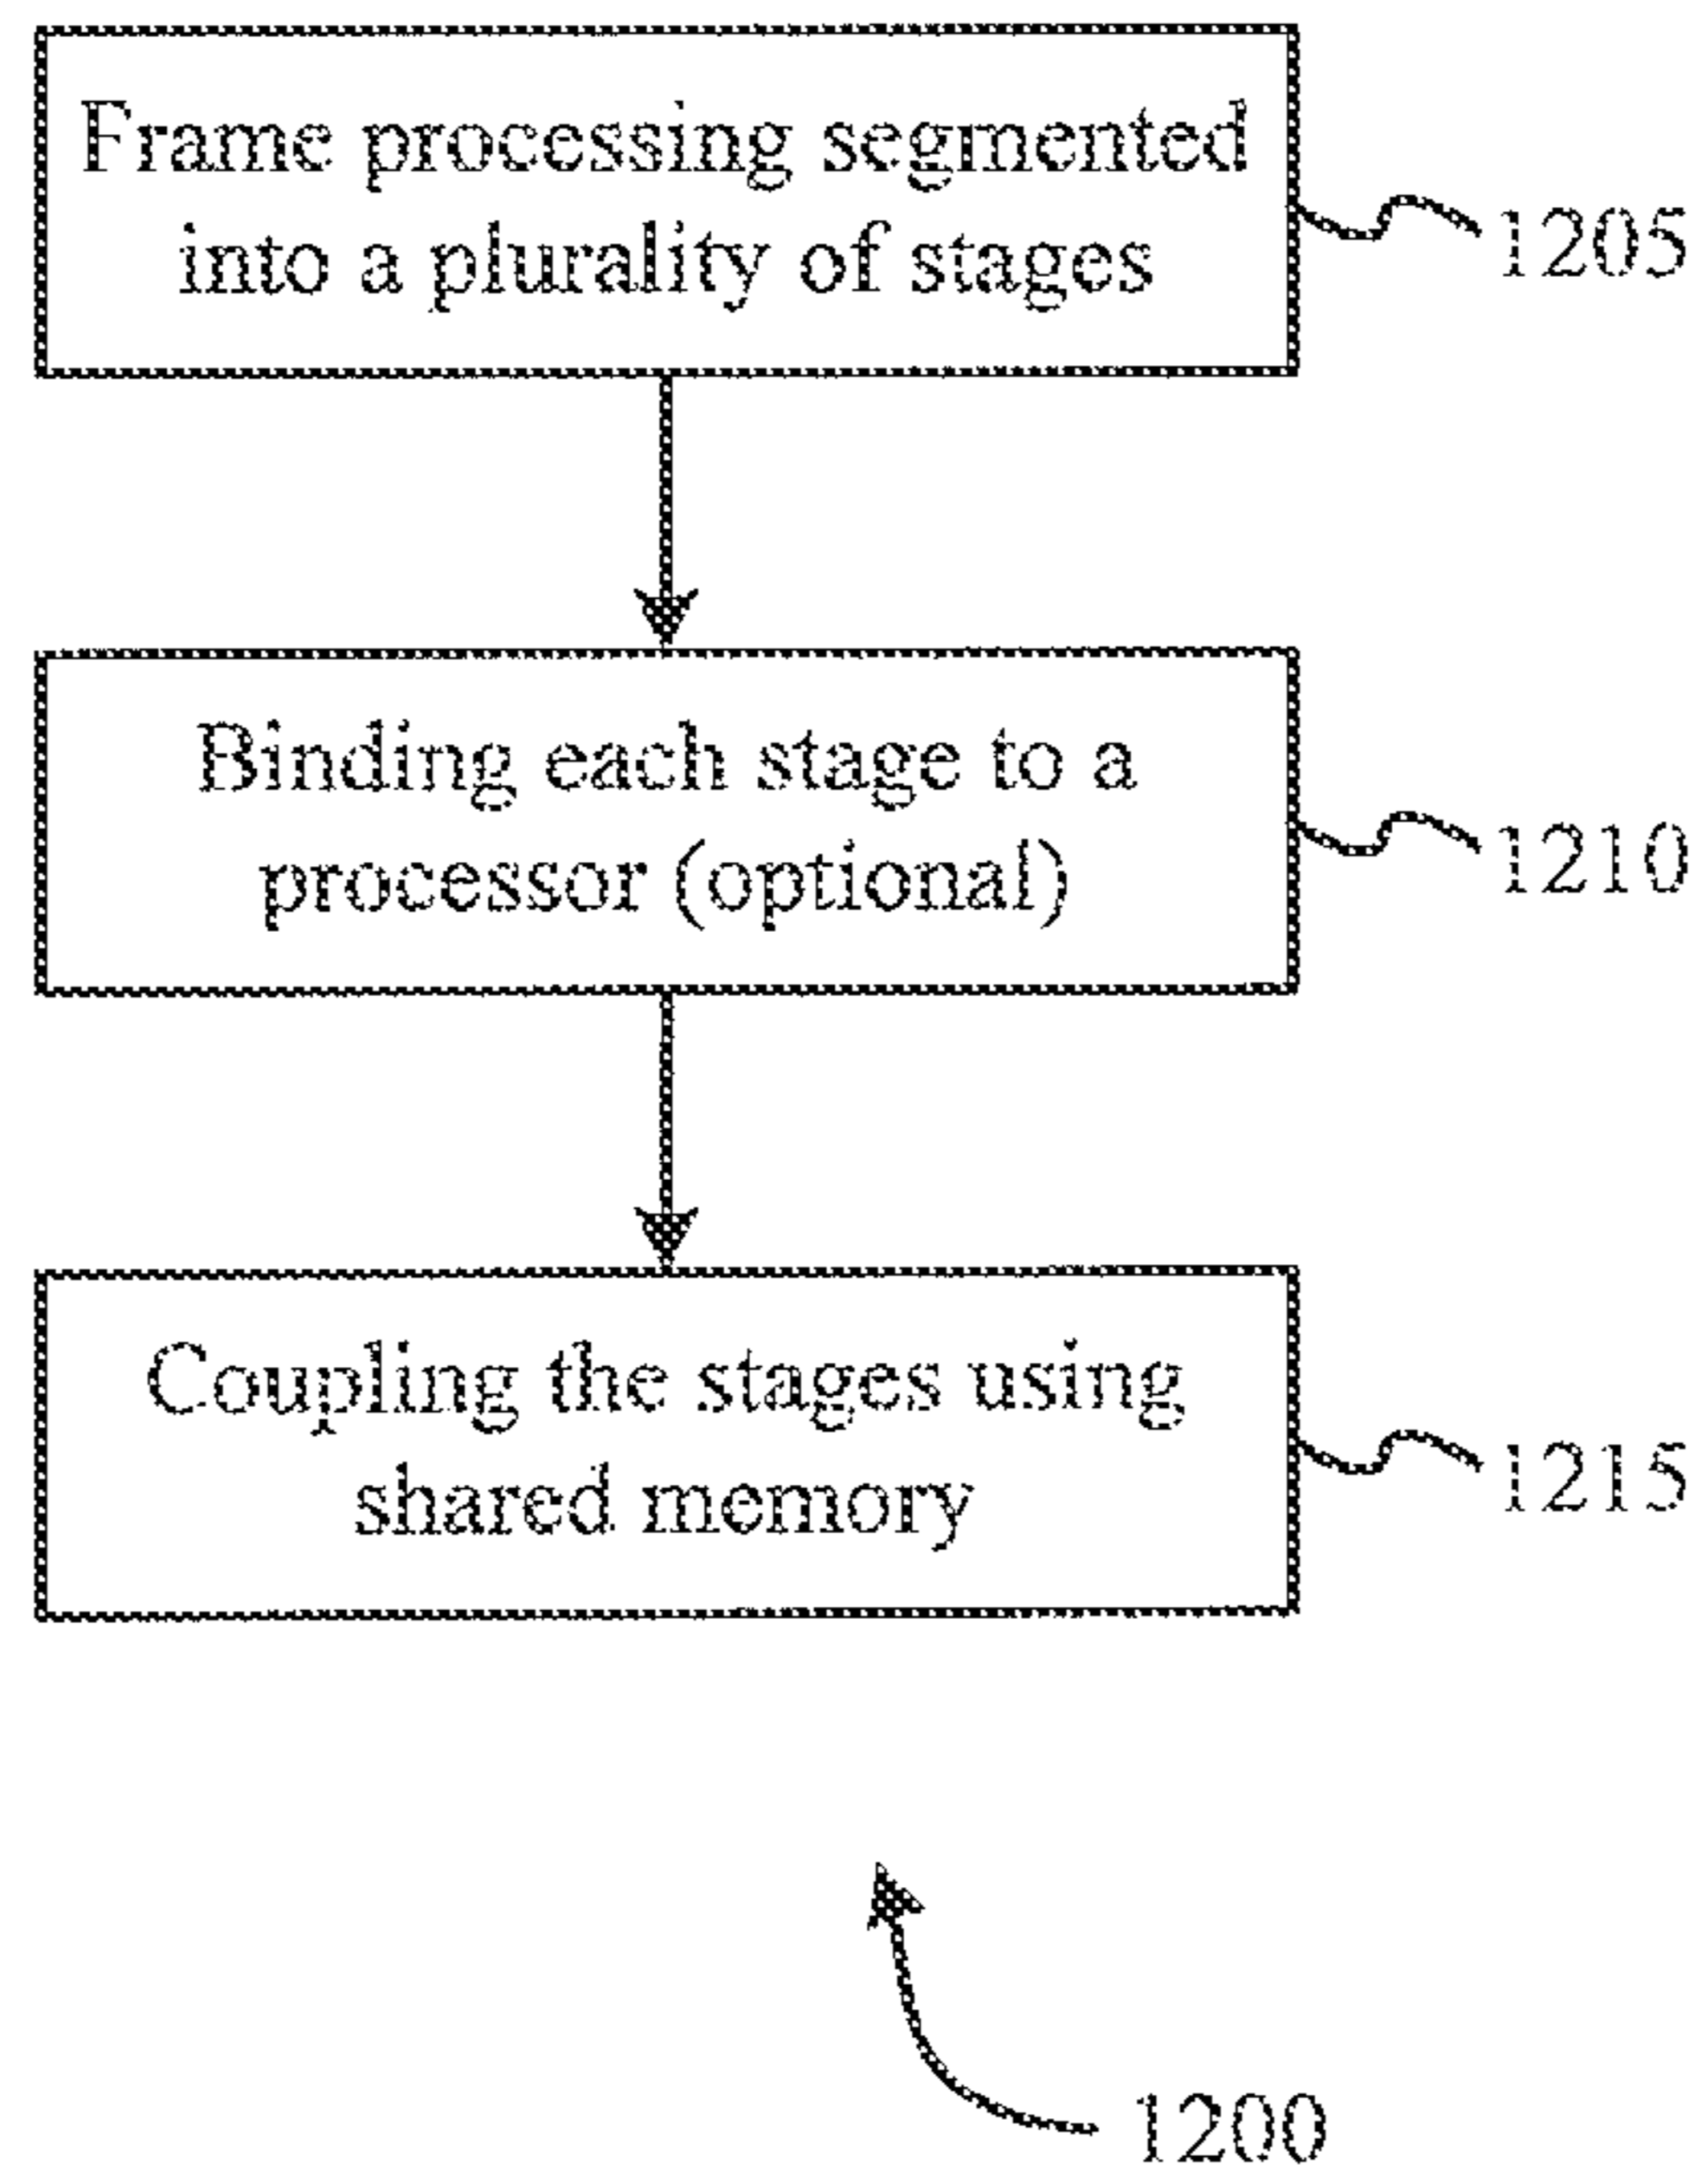 Frame processing segmented
into a plurality of stages
1205
Binding each stage to a
processor (optional)
1210
Coupling the stages using
shared memory
1215
1200